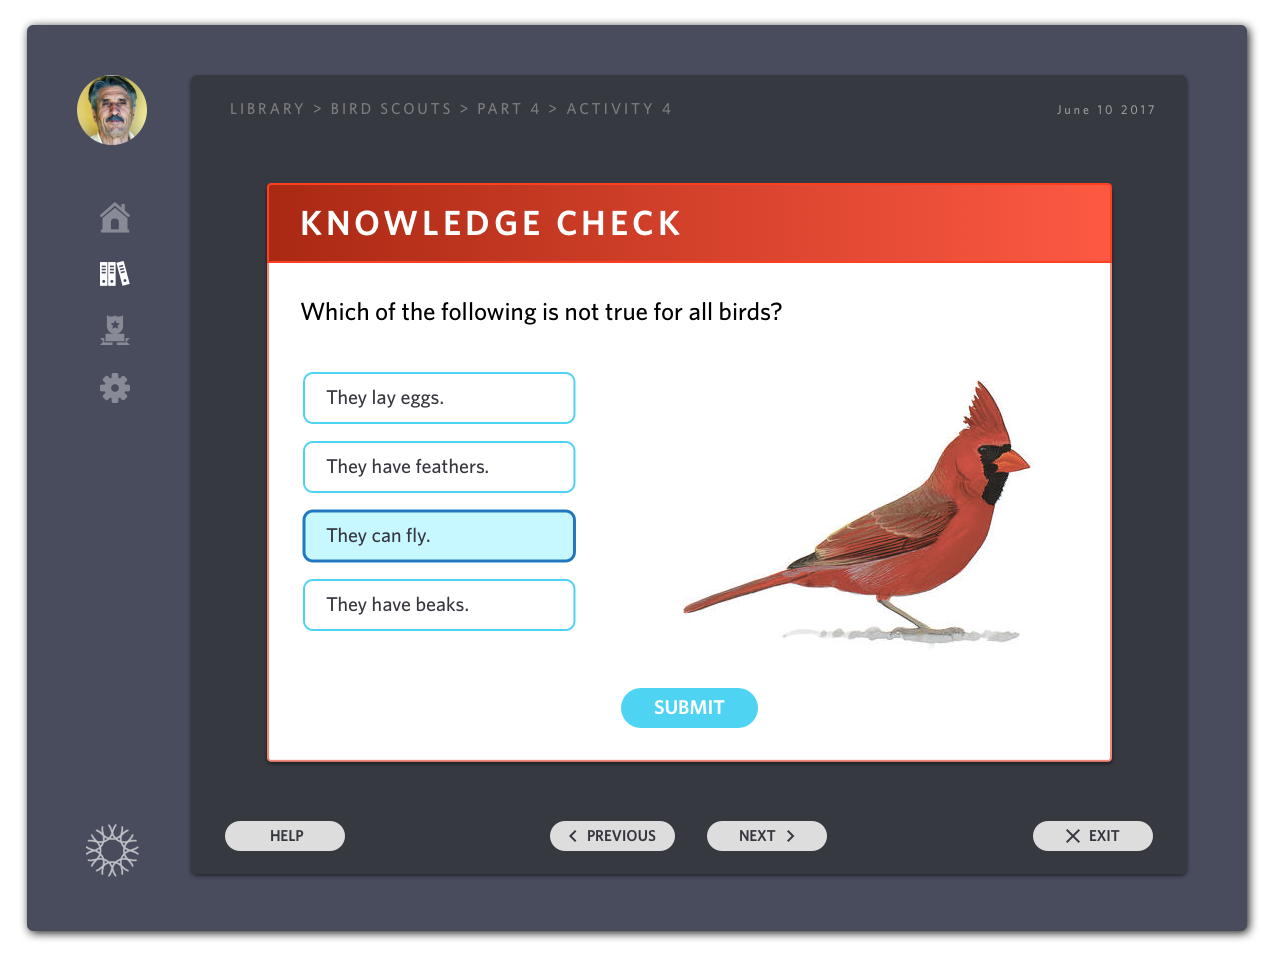 LIBRARY > BIRD SCOUTS > PART 4 > ACTIVITY 4
June 10 2017
KNOWLEDGE CHECK
Which of the following is not true for all birds?
They lay eggs.
They have feathers.
They can fly.
They have beaks.
SUBMIT
HELP
PREVIOUS
NEXT
EXIT